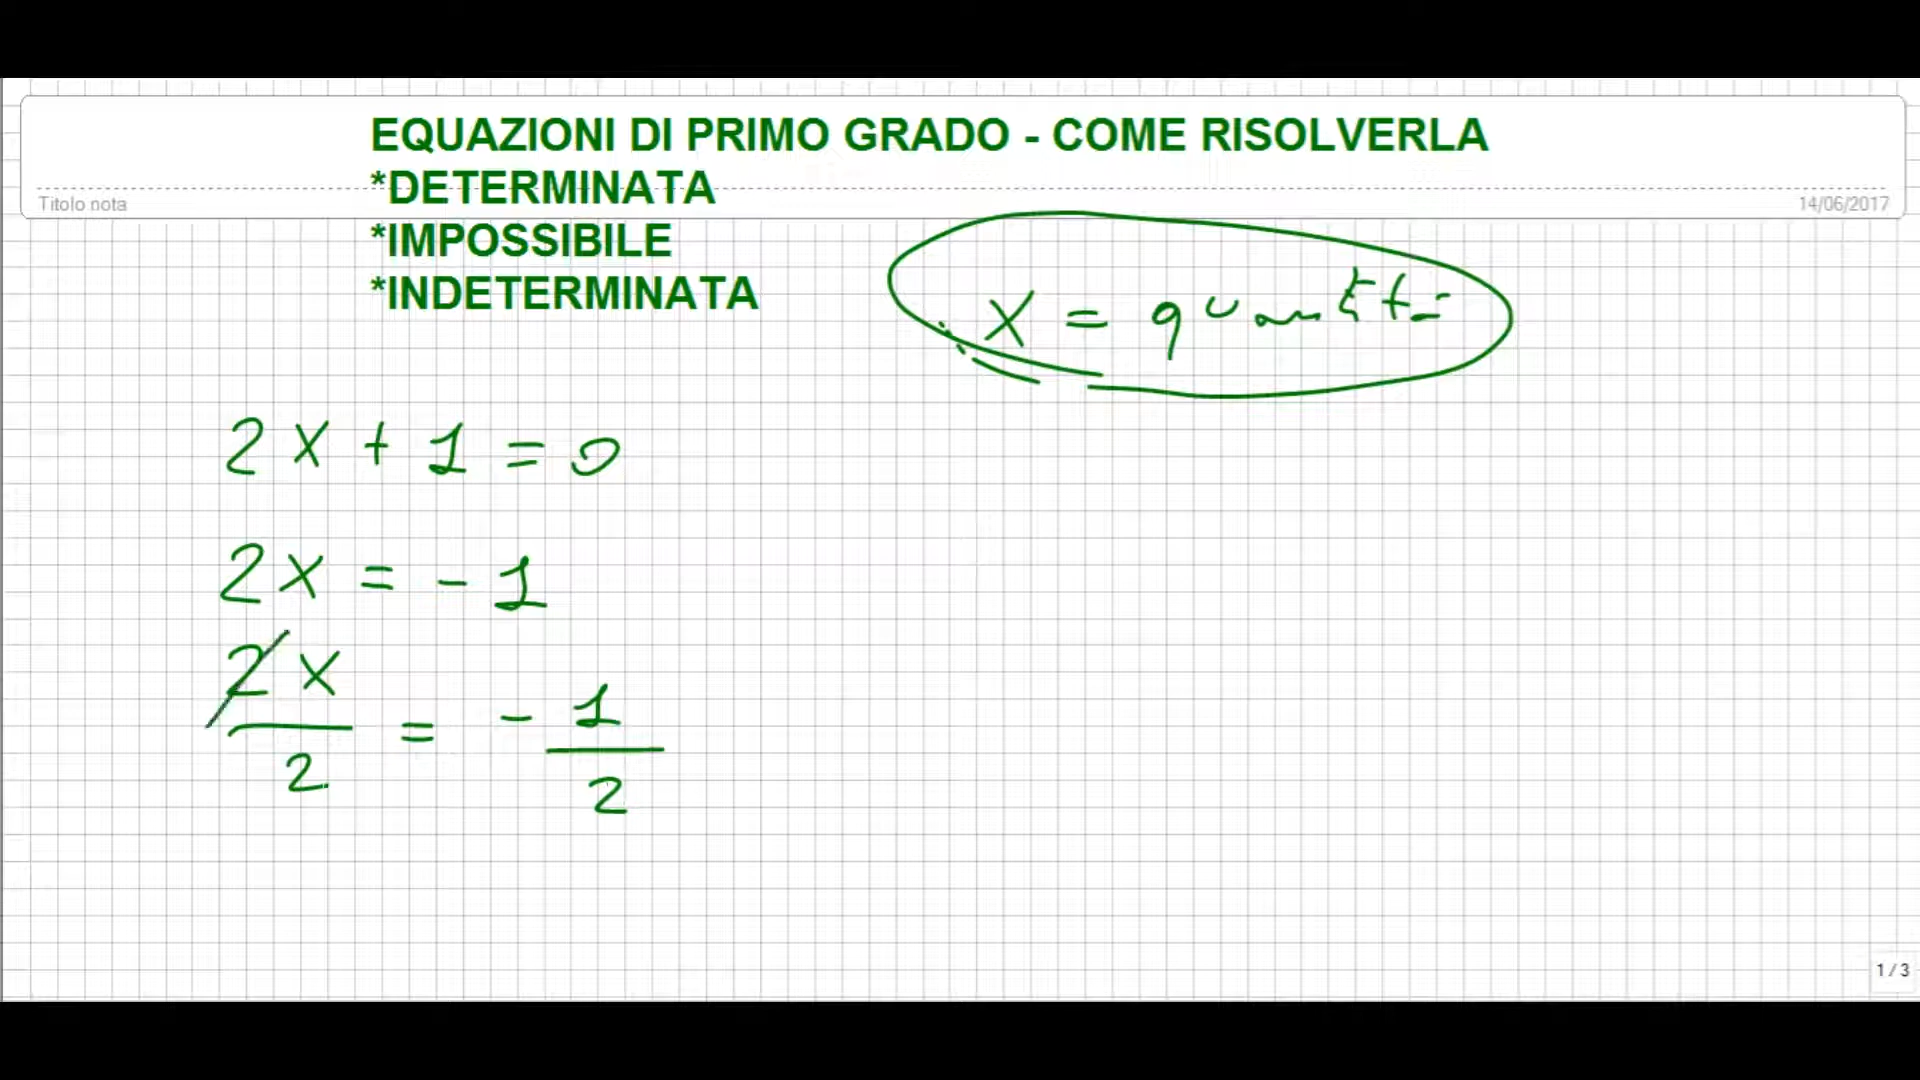 EQUAZIONI DI PRIMO GRADO - COME RISOLVERLA
*DETERMINATA
Titolo nota
14/06/2017
*IMPOSSIBILE
*INDETERMINATA
x = quantità
2x + 1 = 0
2x = - 1
2x/2 = - 1/2
1 / 3